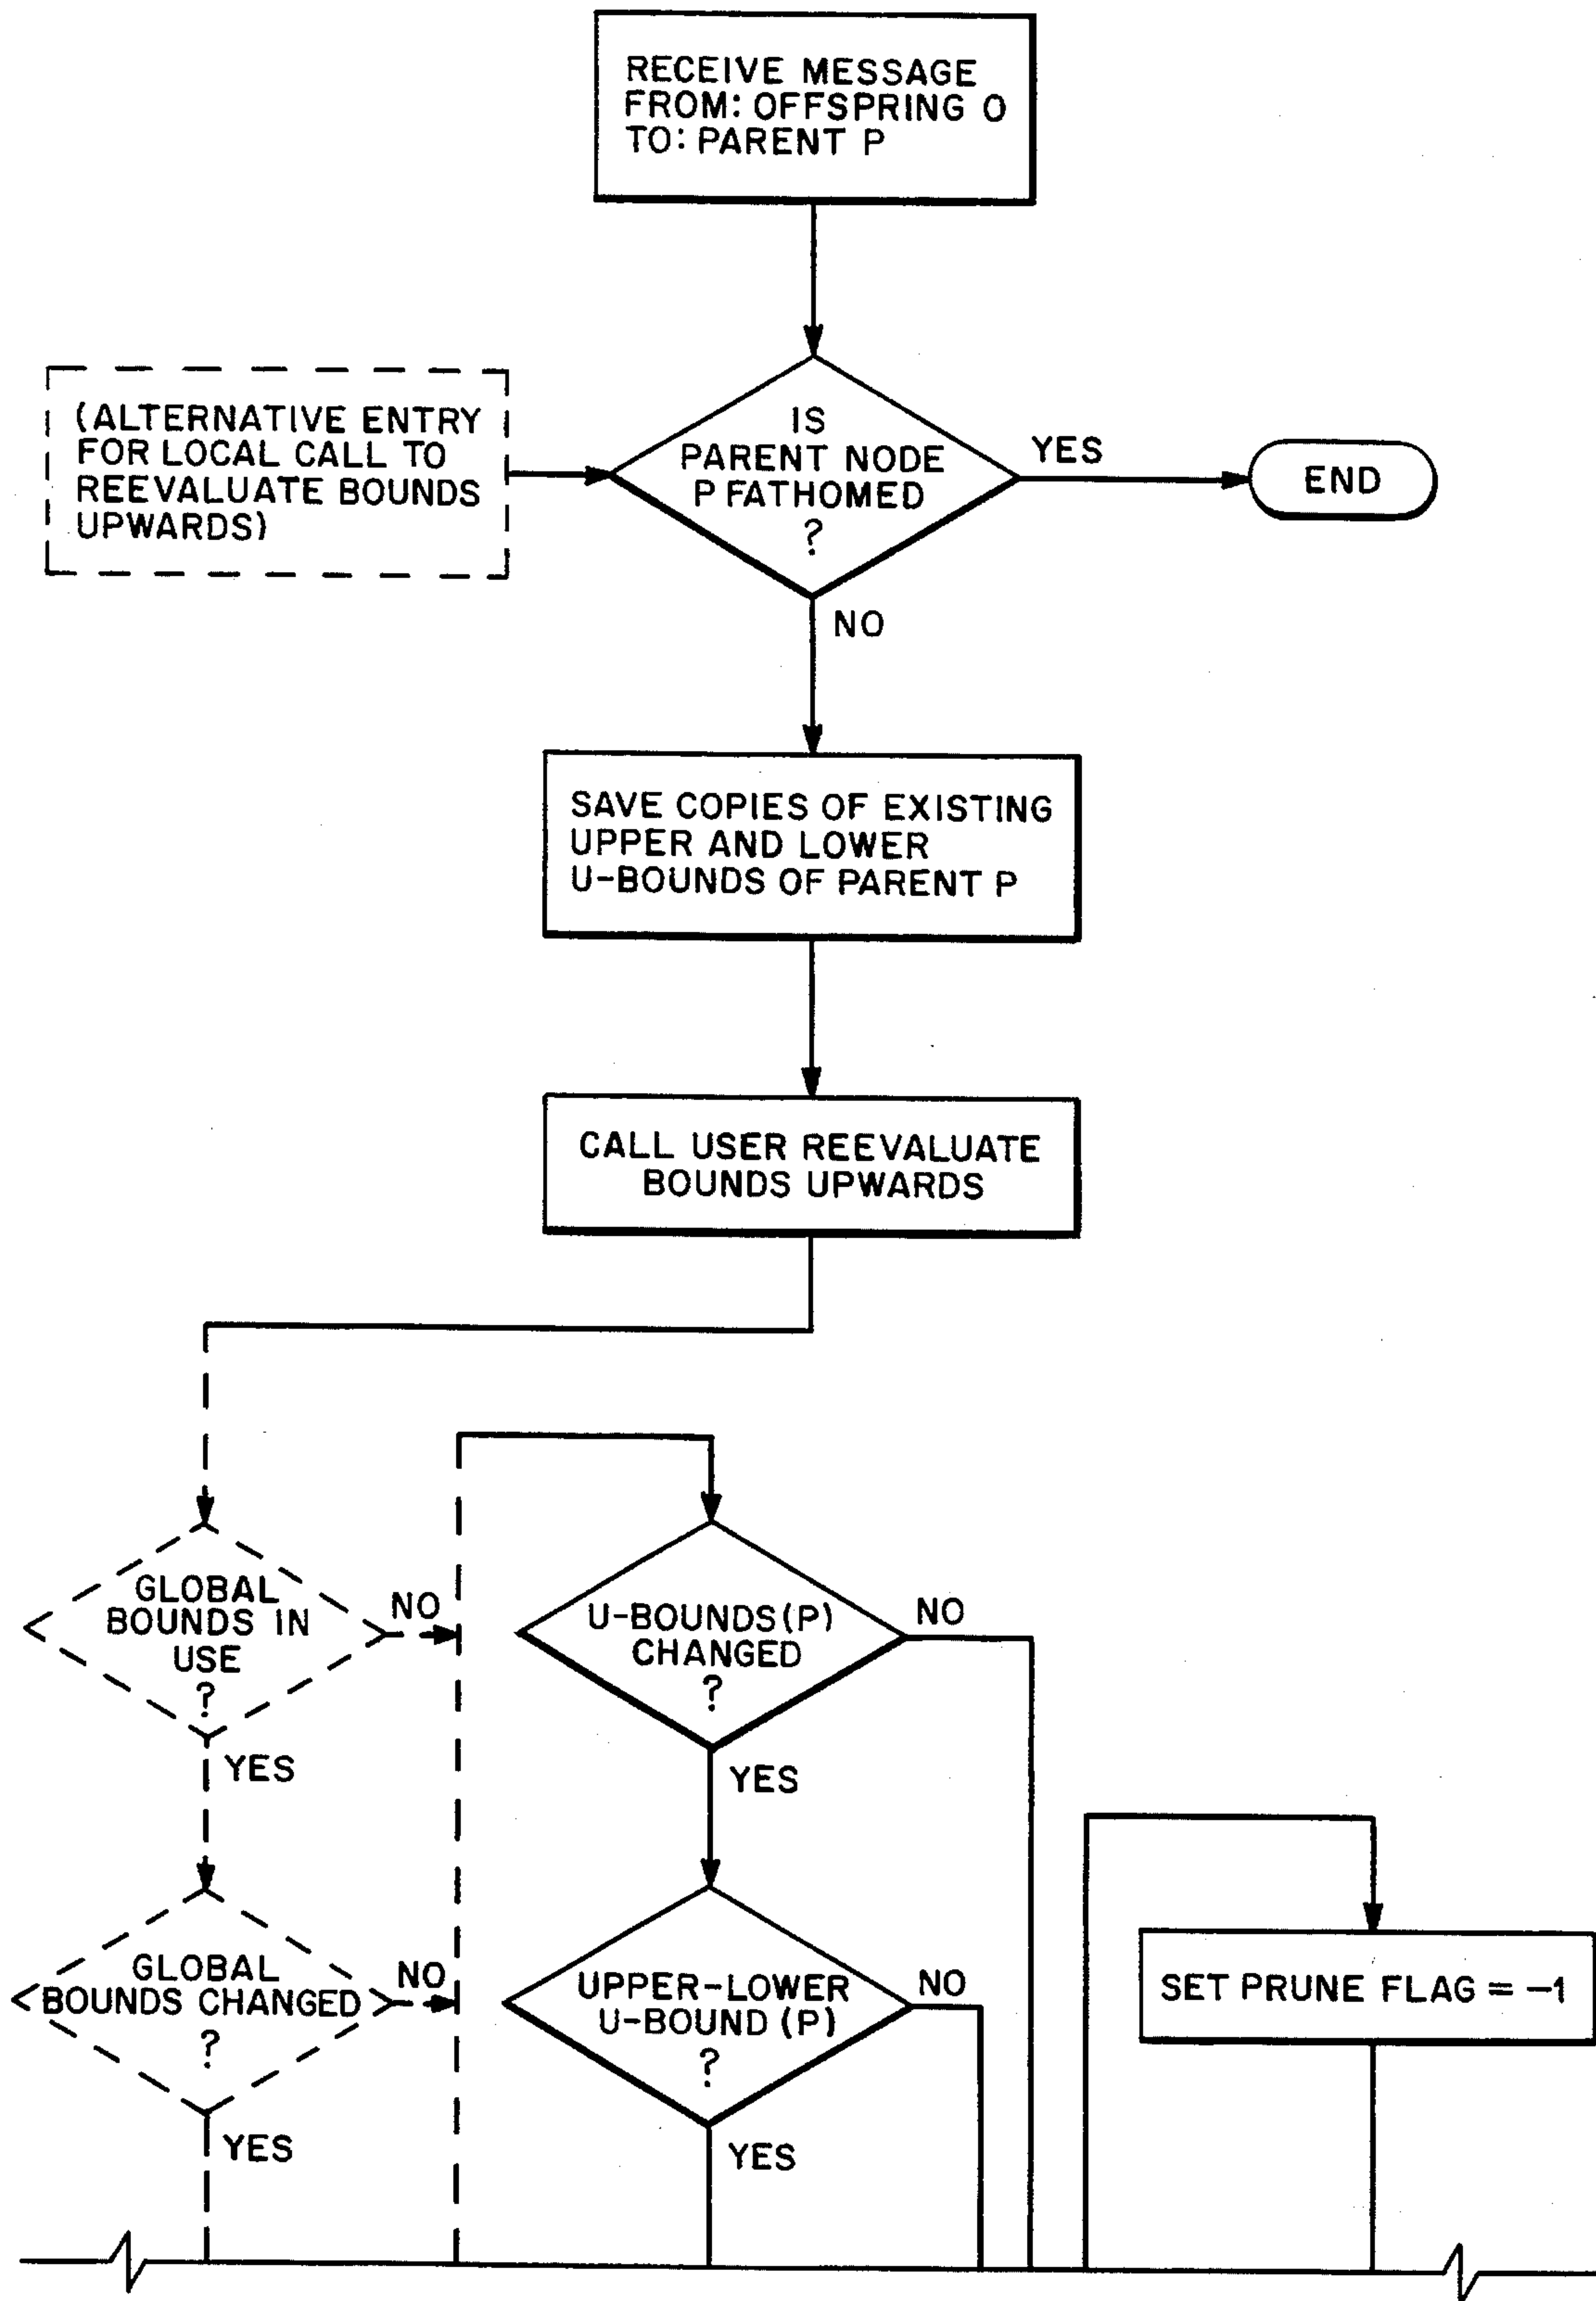 RECEIVE MESSAGE
FROM: OFFSPRING O
TO: PARENT P
(ALTERNATIVE ENTRY
FOR LOCAL CALL TO
REEVALUATE BOUNDS
UPWARDS)
IS
PARENT NODE
P FATHOMED
?
YES
END
NO
SAVE COPIES OF EXISTING
UPPER AND LOWER
U-BOUNDS OF PARENT P
CALL USER REEVALUATE
BOUNDS UPWARDS
GLOBAL
BOUNDS IN
USE
?
NO
YES
U-BOUNDS(P)
CHANGED
?
NO
YES
GLOBAL
BOUNDS CHANGED
?
NO
YES
UPPER-LOWER
U-BOUND (P)
?
NO
YES
SET PRUNE FLAG = -1